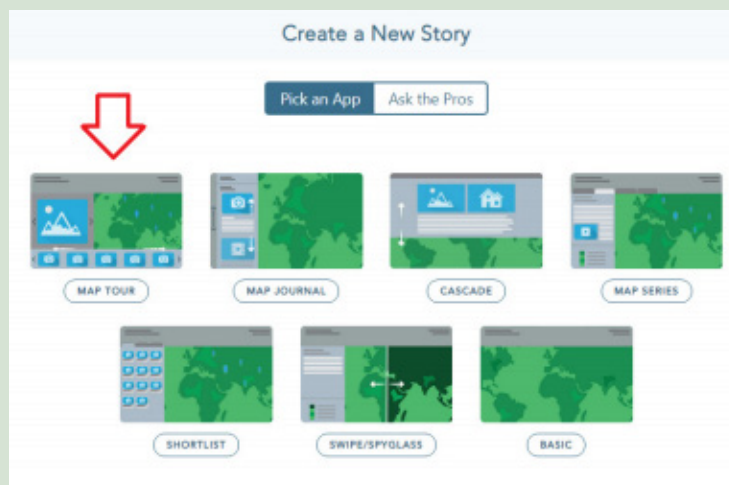 Create a New Story
Pick an App Ask the Pros
MAP TOUR MAP JOURNAL CASCADE MAP SERIES
SHORTLIST SWIPE/SPYGLASS BASIC